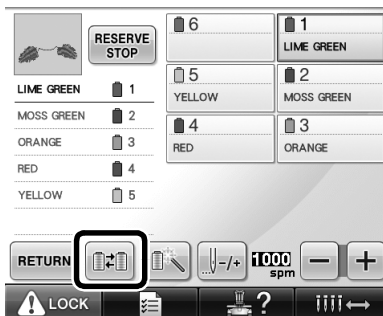 RESERVE
STOP
LIME GREEN 1
MOSS GREEN 2
ORANGE 3
RED 4
YELLOW 5
6
1
LIME GREEN
5
YELLOW
2
MOSS GREEN
4
RED
3
ORANGE
RETURN
-/+
1000
spm
−
+
LOCK
?